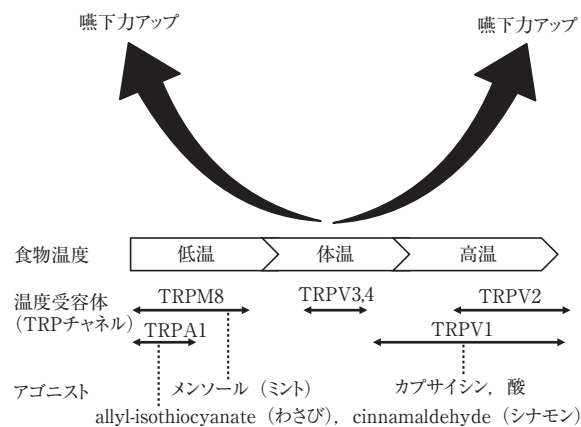 嚥下力アップ
嚥下力アップ
食物温度
低温
体温
高温
温度受容体
(TRPチャネル)
TRPM8
TRPV3,4
TRPV2
TRPA1
TRPV1
アゴニスト
メンソール（ミント）
カプサイシン，酸
allyl-isothiocyanate（わさび），cinnamaldehyde（シナモン）